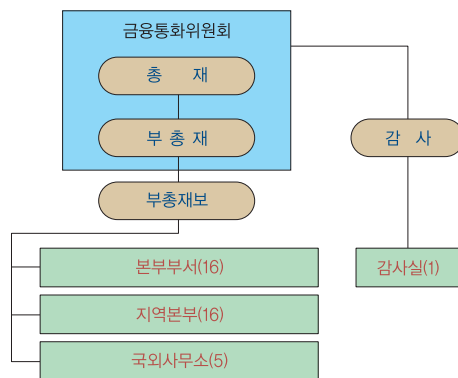 금융통화위원회
총 재
부 총 재
감 사
부총재보
본부부서(16)
감사실(1)
지역본부(16)
국외사무소(5)